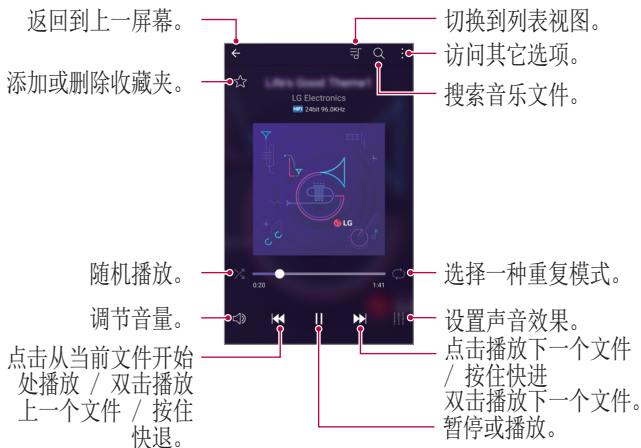 返回到上一屏幕。
切换到列表视图。
访问其它选项。
添加或删除收藏夹。
搜索音乐文件。
Life's Good Theme1
LG Electronics
HIFI 24bit 96.0KHz
LG
随机播放。
选择一种重复模式。
0:20
1:41
调节音量。
设置声音效果。
点击从当前文件开始
处播放 / 双击播放
上一个文件 / 按住
快退。
点击播放下一个文件
/ 按住快进
双击播放下一个文件。
暂停或播放。